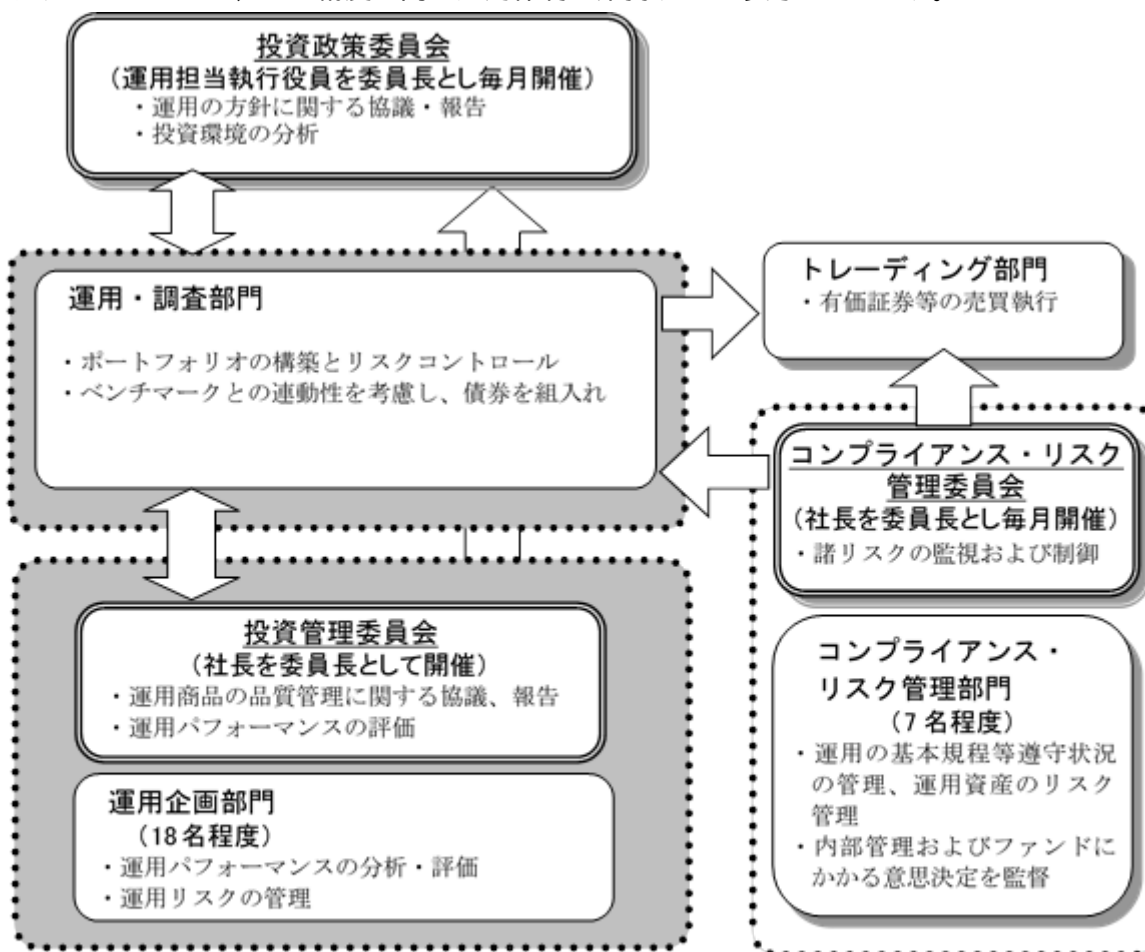 投資政策委員会
(運用担当執行役員を委員長とし毎月開催)
・運用の方針に関する協議・報告
・投資環境の分析
運用・調査部門
・ポートフォリオの構築とリスクコントロール
・ベンチマークとの連動性を考慮し、債券を組入れ
トレーディング部門
・有価証券等の売買執行
コンプライアンス・リスク
管理委員会
(社長を委員長とし毎月開催)
・諸リスクの監視および制御
投資管理委員会
(社長を委員長として開催)
・運用商品の品質管理に関する協議、報告
・運用パフォーマンスの評価
運用企画部門
(18名程度)
・運用パフォーマンスの分析・評価
・運用リスクの管理
コンプライアンス・
リスク管理部門
(7名程度)
・運用の基本規程等遵守状況
の管理、運用資産のリスク
管理
・内部管理およびファンドに
かかる意思決定を監督